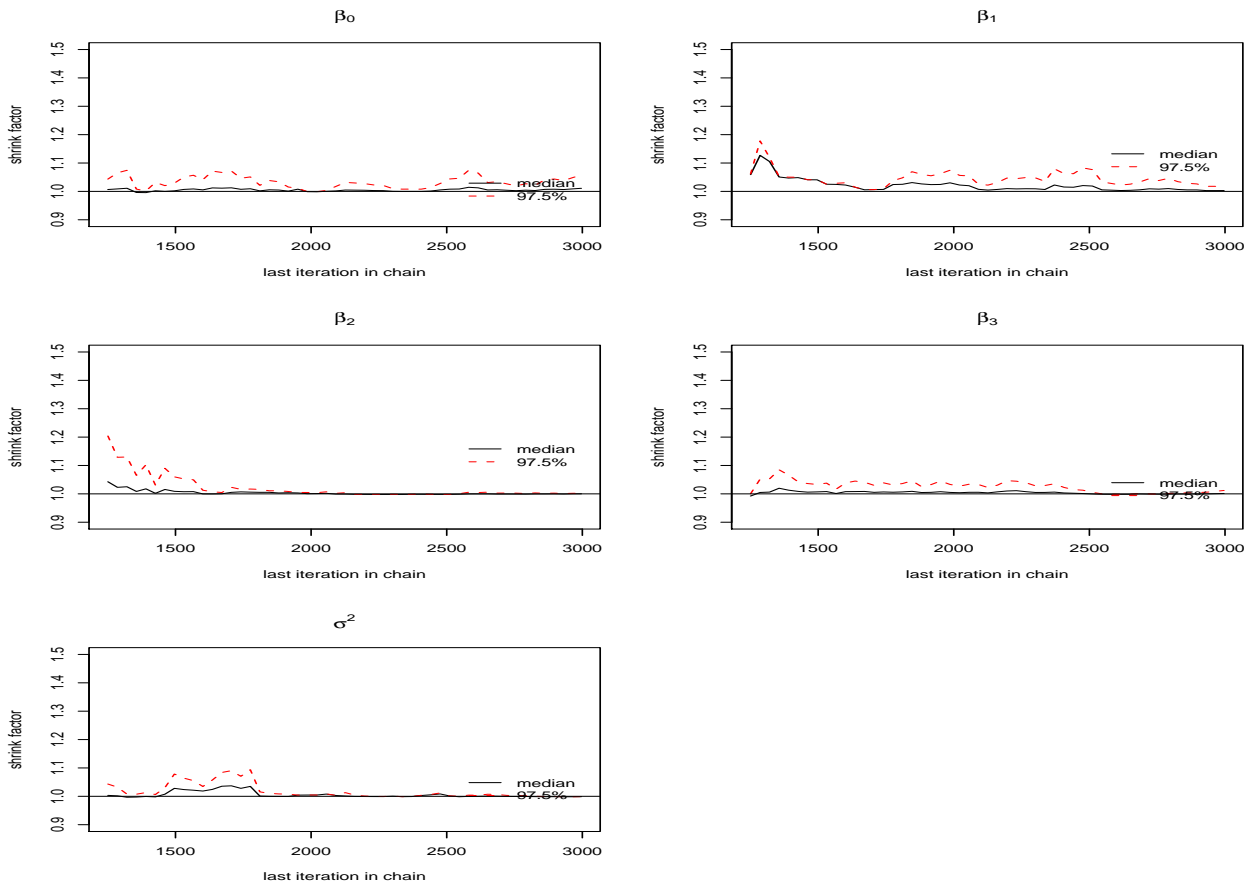 β₀
1.5
1.4
1.3
1.2
1.1
1.0
0.9
shrink factor
median
97.5%
1500 2000 2500 3000
last iteration in chain
β₁
1.5
1.4
1.3
1.2
1.1
1.0
0.9
shrink factor
median
97.5%
1500 2000 2500 3000
last iteration in chain
β₂
1.5
1.4
1.3
1.2
1.1
1.0
0.9
shrink factor
median
97.5%
1500 2000 2500 3000
last iteration in chain
β₃
1.5
1.4
1.3
1.2
1.1
1.0
0.9
shrink factor
median
97.5%
1500 2000 2500 3000
last iteration in chain
σ²
1.5
1.4
1.3
1.2
1.1
1.0
0.9
shrink factor
median
97.5%
1500 2000 2500 3000
last iteration in chain